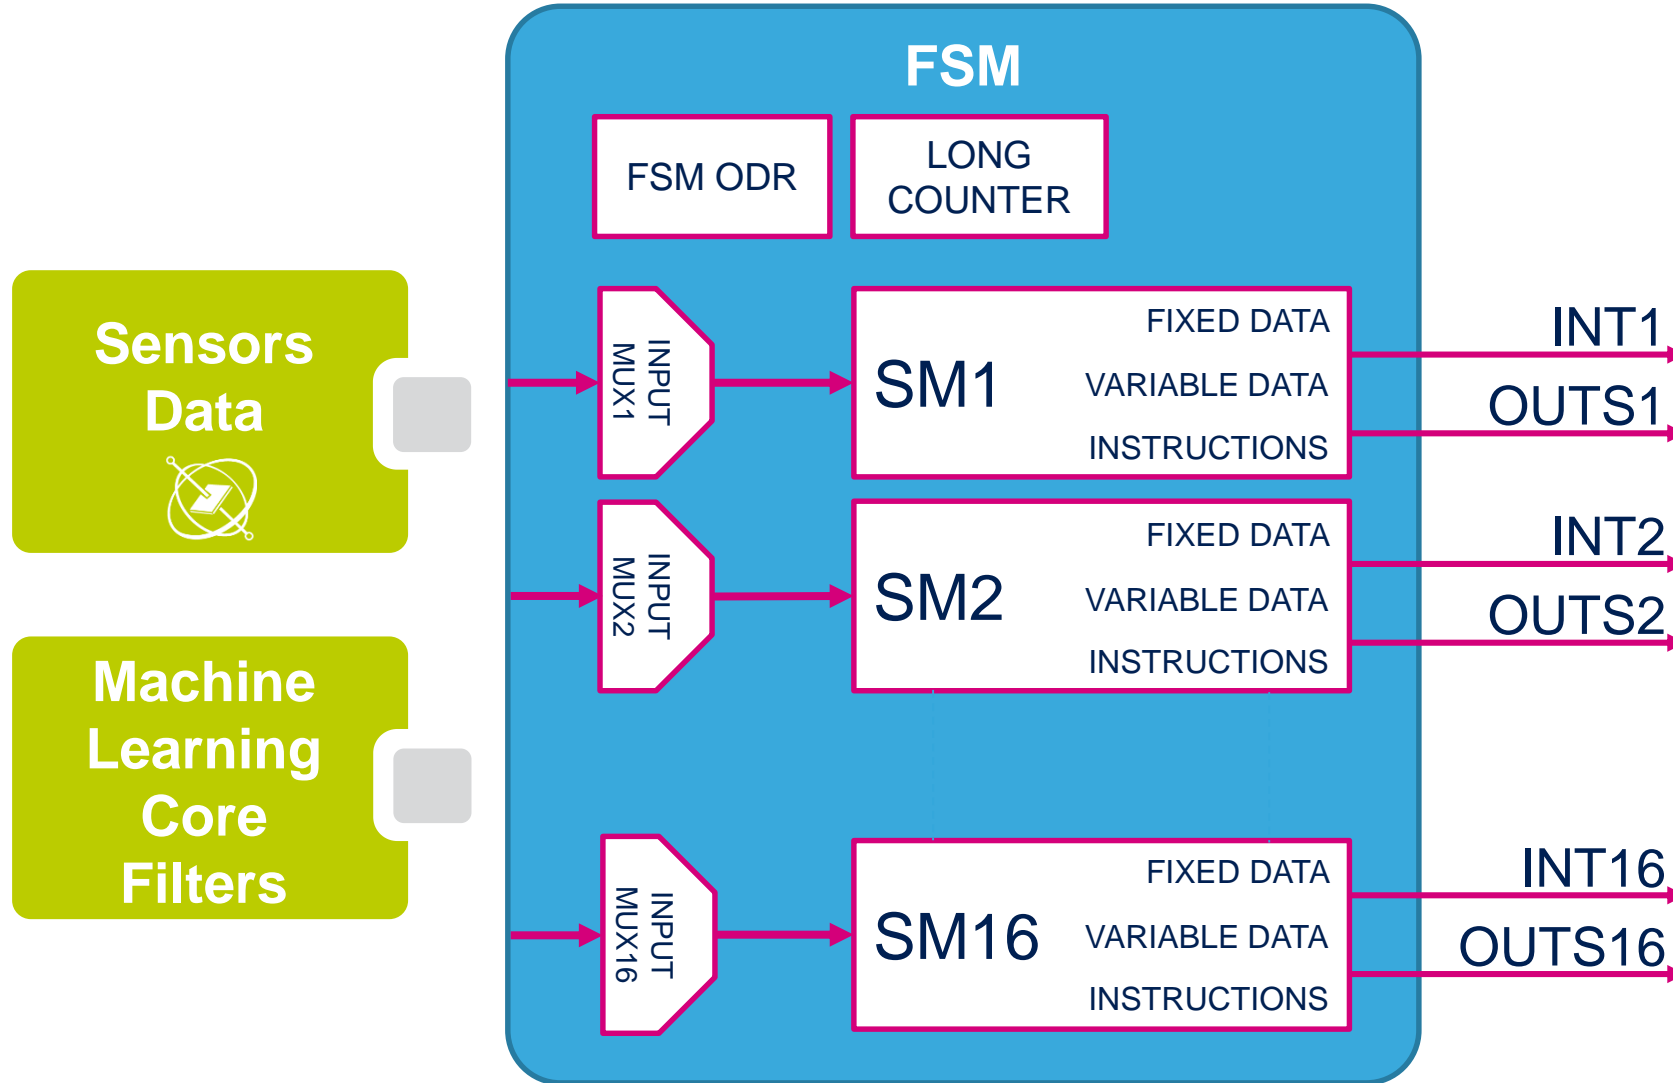 FSM
FSM ODR
LONG
COUNTER
Sensors
Data
Machine
Learning
Core
Filters
INPUT
MUX1
SM1
FIXED DATA
VARIABLE DATA
INSTRUCTIONS
INT1
OUTS1
INPUT
MUX2
SM2
FIXED DATA
VARIABLE DATA
INSTRUCTIONS
INT2
OUTS2
INPUT
MUX16
SM16
FIXED DATA
VARIABLE DATA
INSTRUCTIONS
INT16
OUTS16